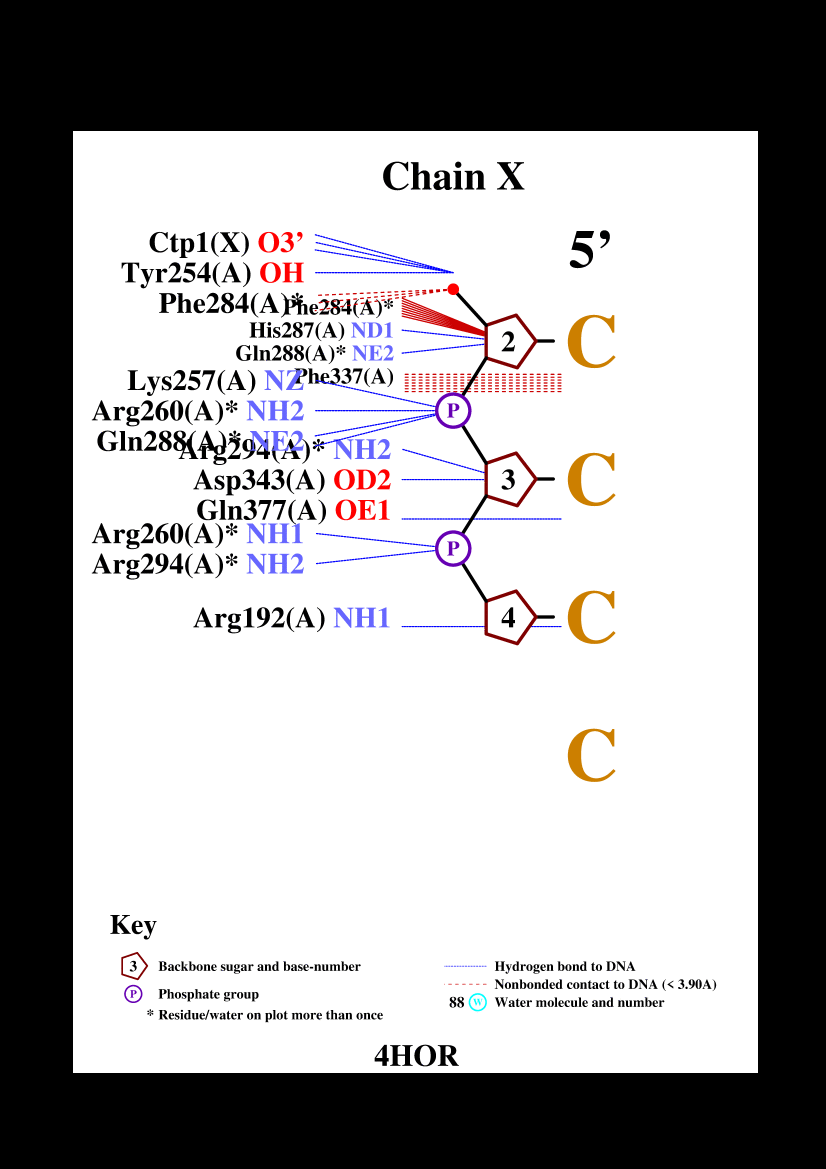 Chain X
5’
Ctp1(X) O3’
Tyr254(A) OH
Phe284(A)*
Phe284(A)*
His287(A) ND1
Gln288(A)* NE2
Phe337(A)
2 C
Lys257(A) NZ
Arg260(A)* NH2
Gln288(A)* NE2
P
Arg294(A)* NH2
Asp343(A) OD2
Gln377(A) OE1
3 C
Arg260(A)* NH1
Arg294(A)* NH2
P
Arg192(A) NH1
4 C
C
Key
3 Backbone sugar and base-number
P Phosphate group
* Residue/water on plot more than once
Hydrogen bond to DNA
Nonbonded contact to DNA (< 3.90A)
88 W Water molecule and number
4HOR